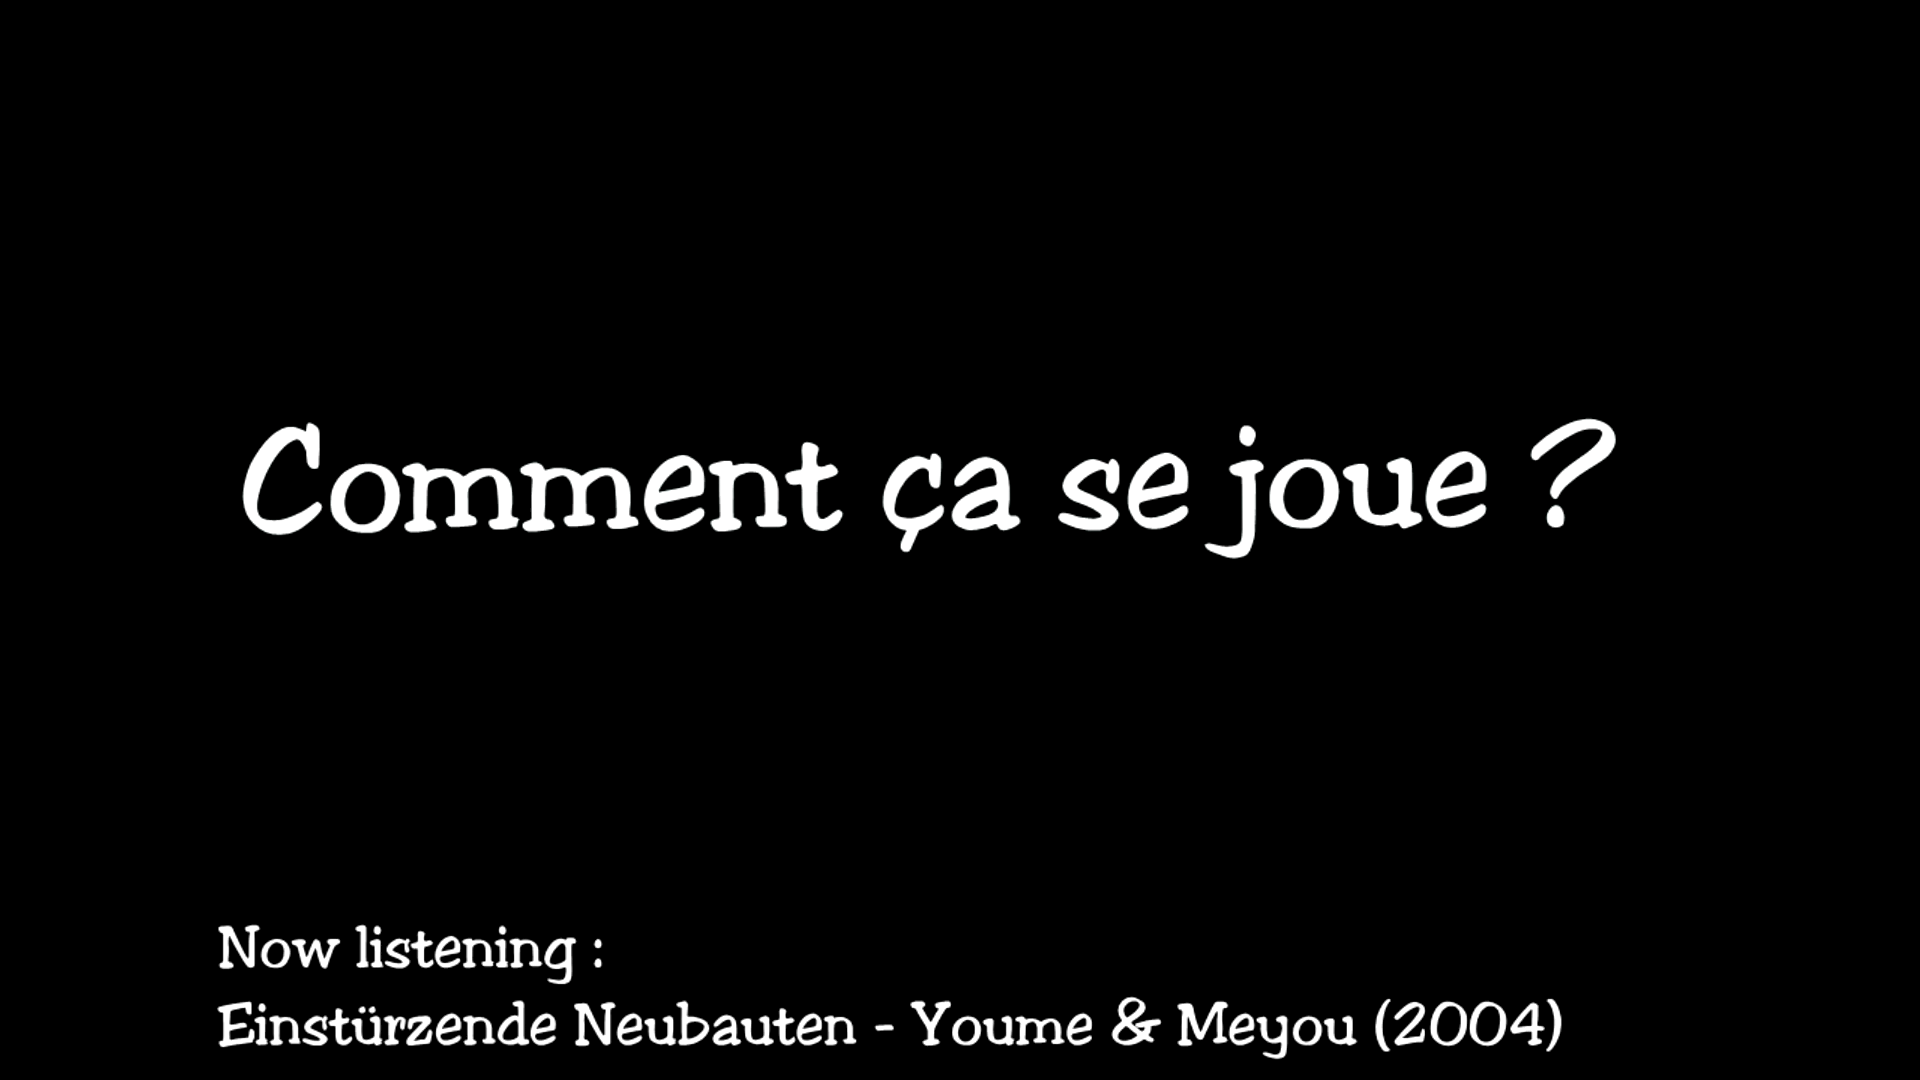 Comment ça se joue ?
Now listening :
Einstürzende Neubauten - Youme & Meyou (2004)